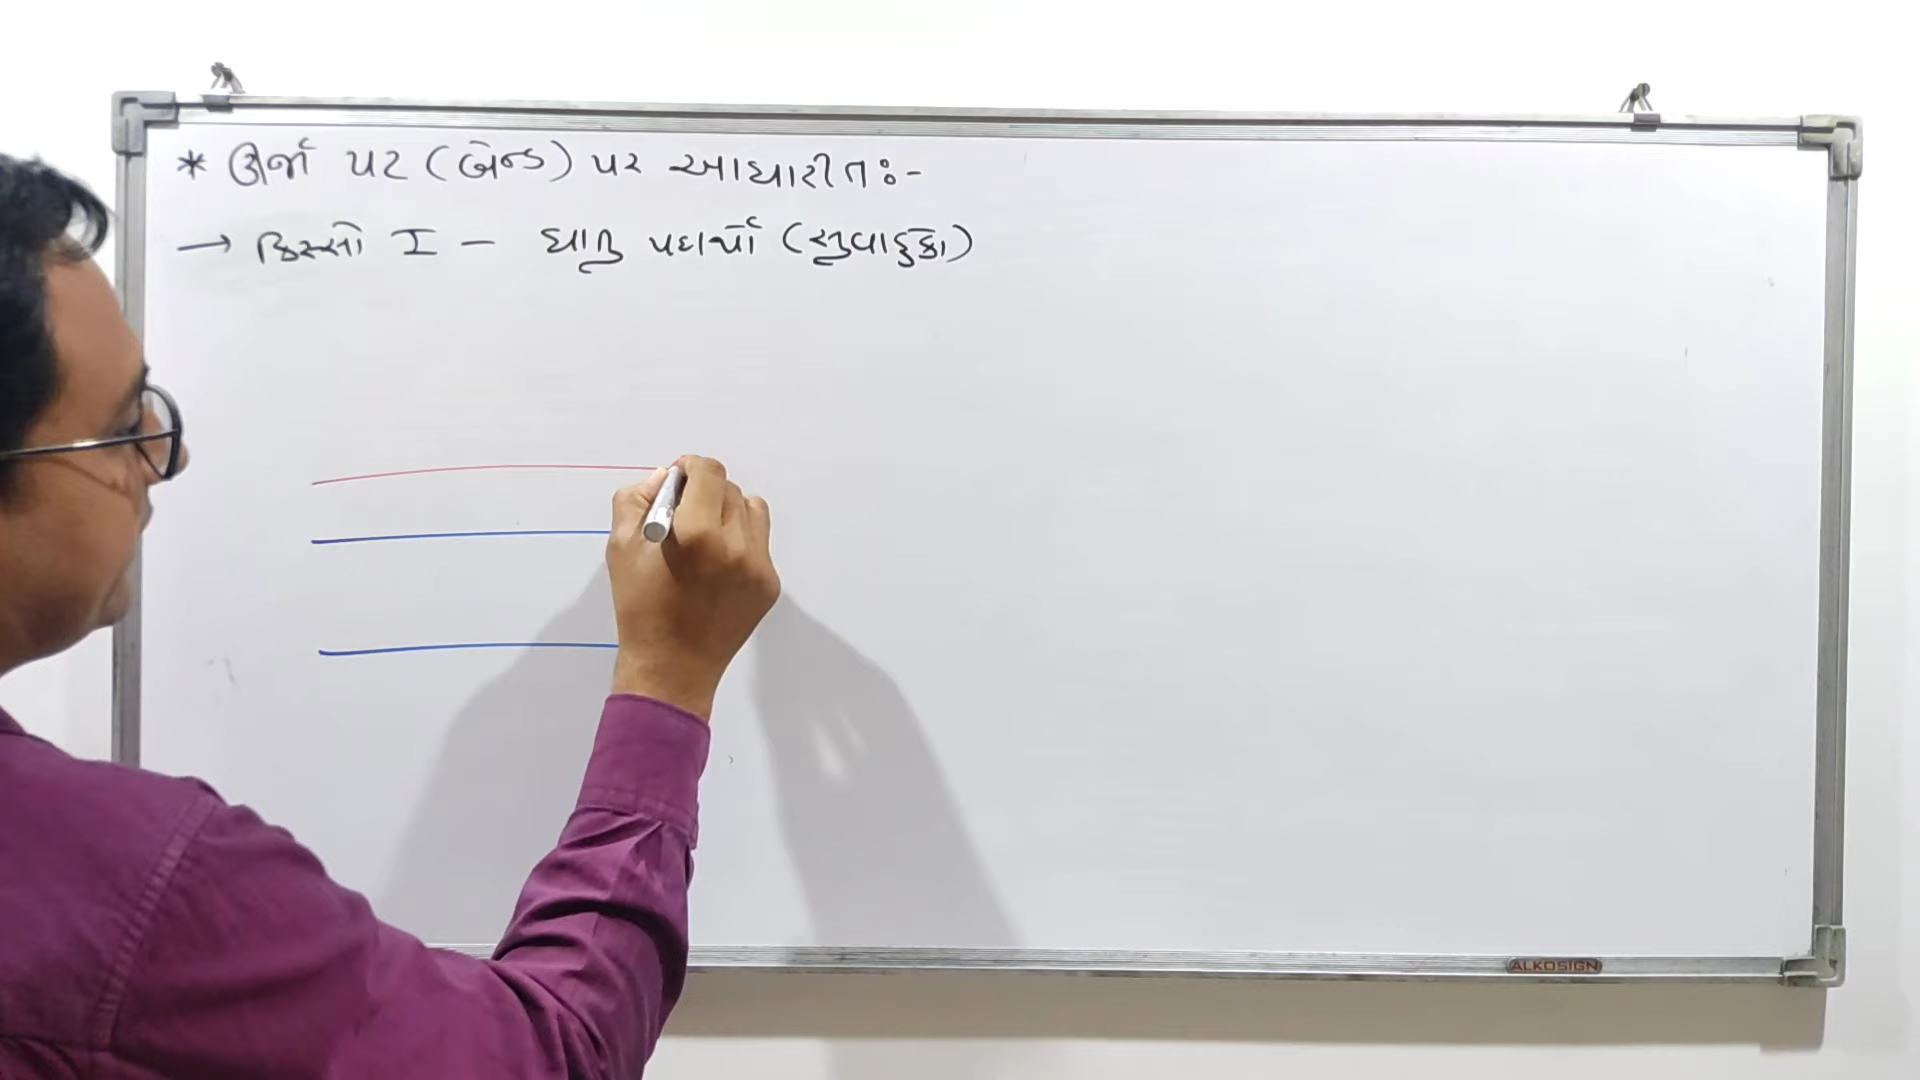 * ઊર્જા પટ (બેન્ડ) પર આધારીત :-
→ કિસ્સો I - ધાતુ પદાર્થો (સુવાહકો)
ALKOSIGN